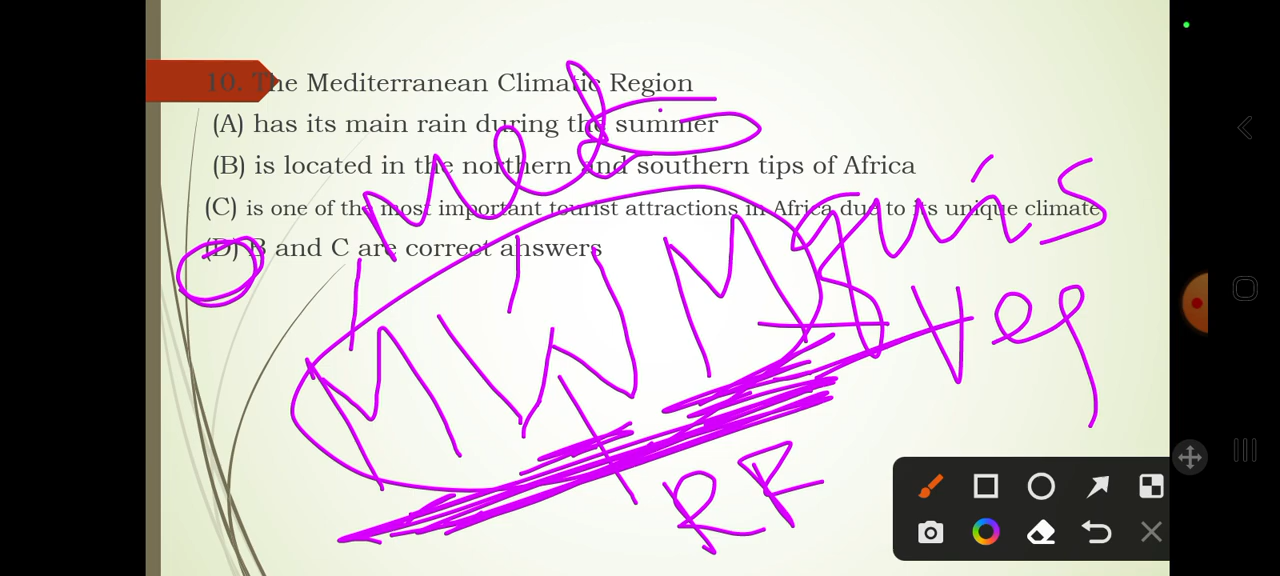 10. The Mediterranean Climatic Region
(A) has its main rain during the summer
(B) is located in the northern and southern tips of Africa
(C) is one of the most important tourist attractions in Africa due to its unique climate
(D) B and C are correct answers
Veg
RF